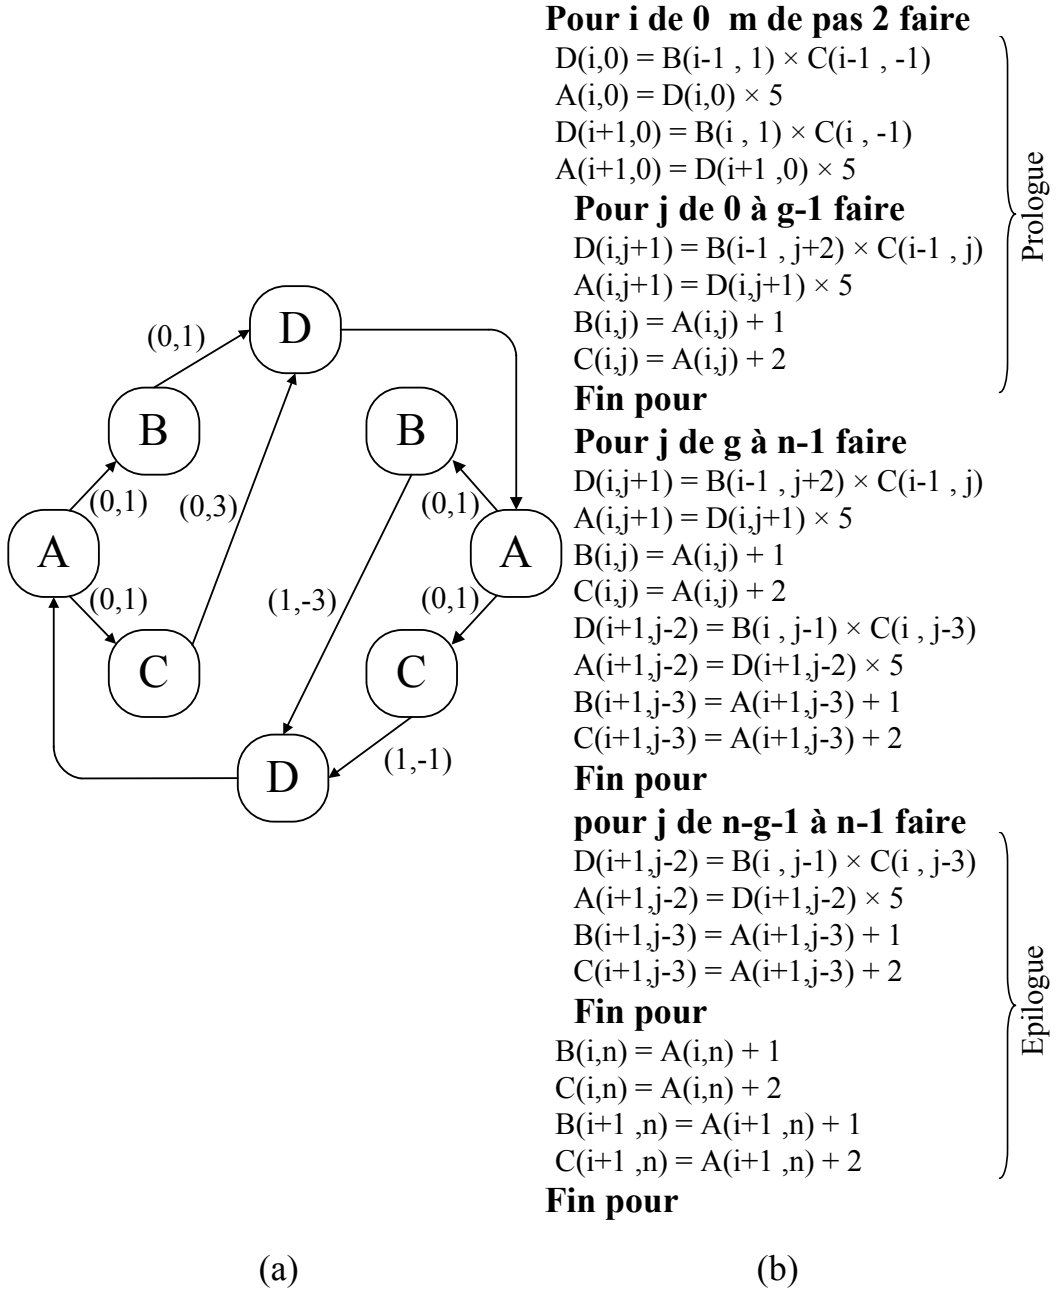 Pour i de 0 m de pas 2 faire
D(i,0) = B(i-1 , 1) × C(i-1 , -1)
A(i,0) = D(i,0) × 5
D(i+1,0) = B(i , 1) × C(i , -1)
A(i+1,0) = D(i+1 ,0) × 5
Pour j de 0 à g-1 faire
D(i,j+1) = B(i-1 , j+2) × C(i-1 , j)
A(i,j+1) = D(i,j+1) × 5
B(i,j) = A(i,j) + 1
C(i,j) = A(i,j) + 2
Fin pour
Prologue
Pour j de g à n-1 faire
D(i,j+1) = B(i-1 , j+2) × C(i-1 , j)
A(i,j+1) = D(i,j+1) × 5
B(i,j) = A(i,j) + 1
C(i,j) = A(i,j) + 2
D(i+1,j-2) = B(i , j-1) × C(i , j-3)
A(i+1,j-2) = D(i+1,j-2) × 5
B(i+1,j-3) = A(i+1,j-3) + 1
C(i+1,j-3) = A(i+1,j-3) + 2
Fin pour
pour j de n-g-1 à n-1 faire
D(i+1,j-2) = B(i , j-1) × C(i , j-3)
A(i+1,j-2) = D(i+1,j-2) × 5
B(i+1,j-3) = A(i+1,j-3) + 1
C(i+1,j-3) = A(i+1,j-3) + 2
Fin pour
B(i,n) = A(i,n) + 1
C(i,n) = A(i,n) + 2
B(i+1 ,n) = A(i+1 ,n) + 1
C(i+1 ,n) = A(i+1 ,n) + 2
Epilogue
Fin pour
D
(0,1)
B
B
(0,1)
(0,3)
(0,1)
A
A
(0,1)
(1,-3)
(0,1)
C
C
(1,-1)
D
(a)
(b)